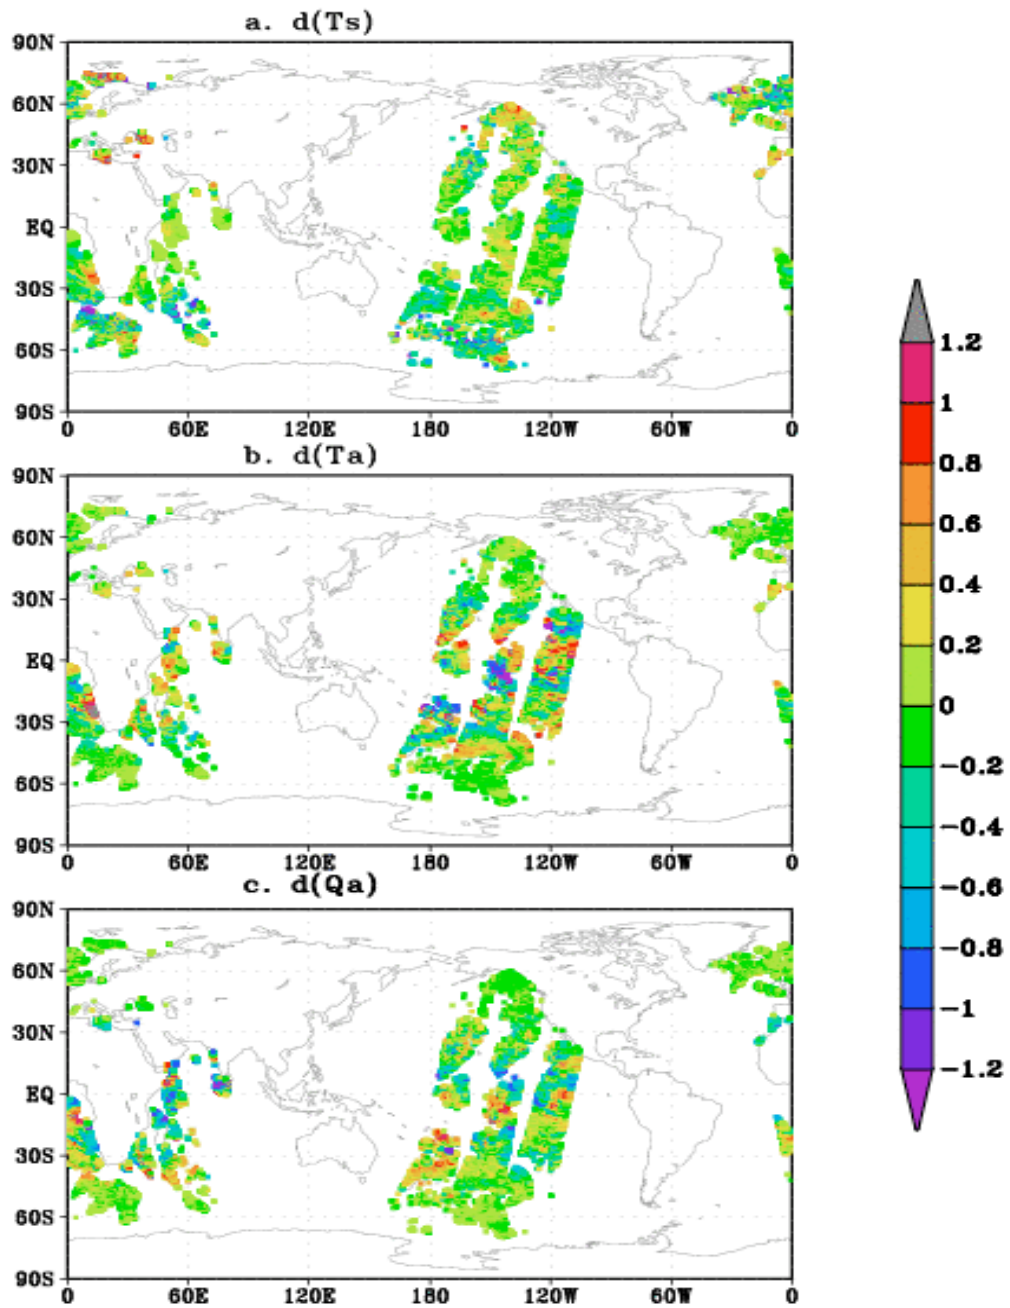 a. d(Ts)
90N
60N
30N
EQ
30S
60S
90S
0 60E 120E 180 120W 60W 0
b. d(Ta)
90N
60N
30N
EQ
30S
60S
90S
0 60E 120E 180 120W 60W 0
c. d(Qa)
90N
60N
30N
EQ
30S
60S
90S
0 60E 120E 180 120W 60W 0
1.2
1
0.8
0.6
0.4
0.2
0
−0.2
−0.4
−0.6
−0.8
−1
−1.2